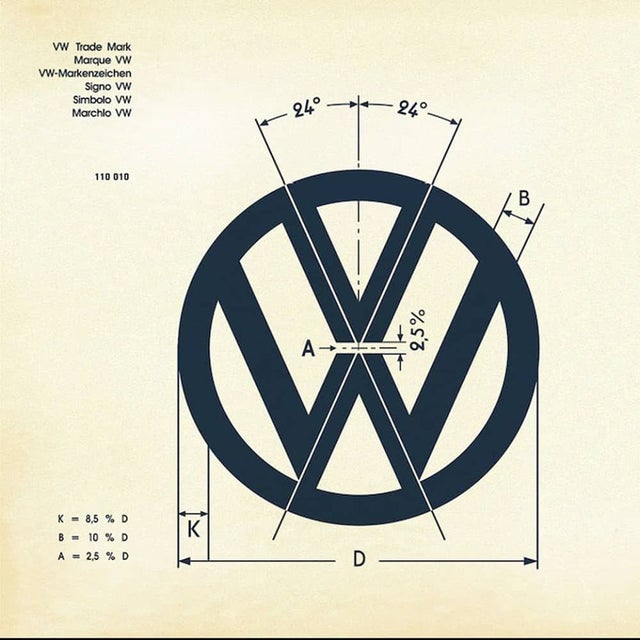 VW Trade Mark
Marque VW
VW-Markenzeichen
Signo VW
Simbolo VW
Marchlo VW
110 010
24° 24°
B
A 2,5%
K
D
K = 8,5 % D
B = 10 % D
A = 2,5 % D